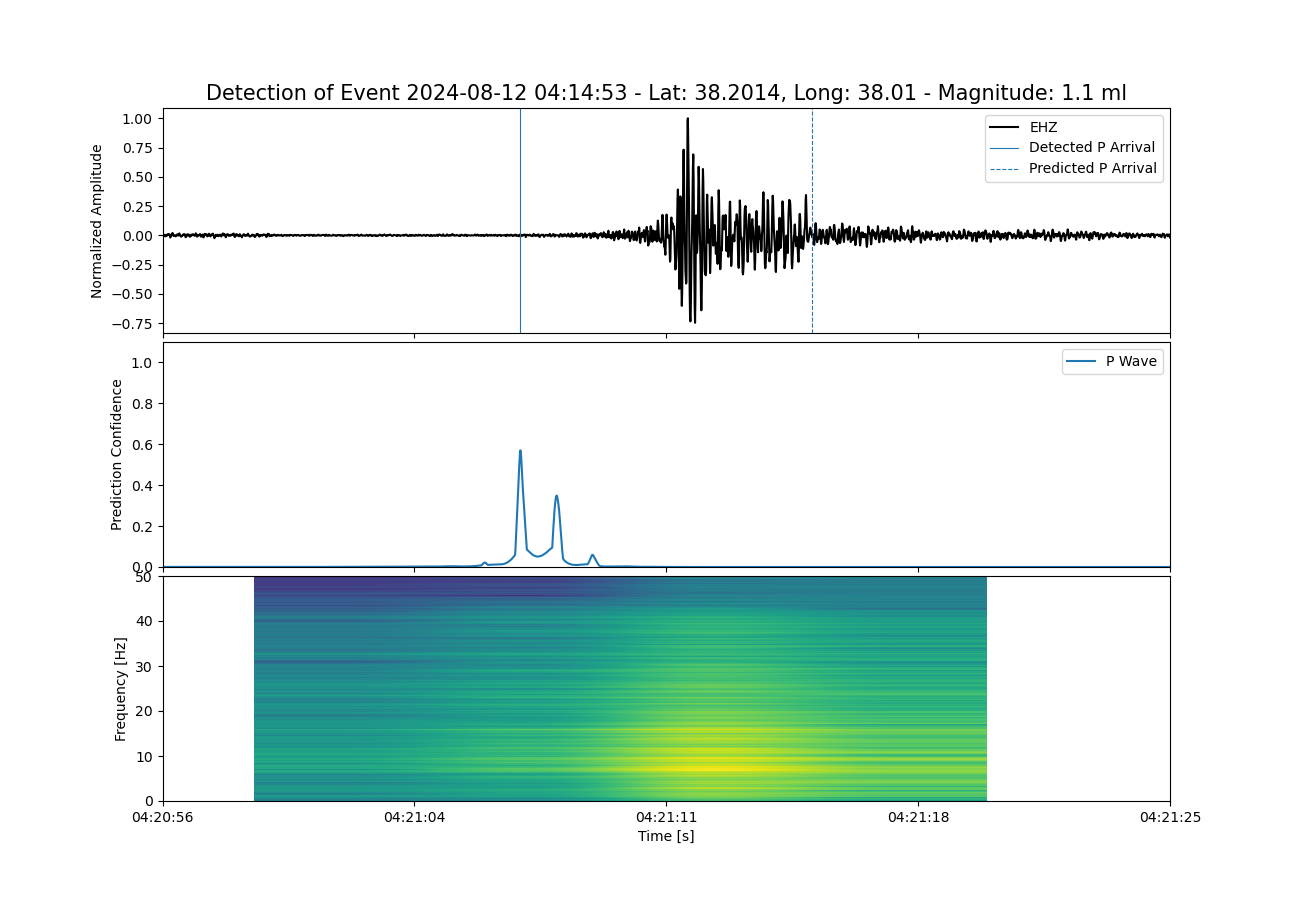 Detection of Event 2024-08-12 04:14:53 - Lat: 38.2014, Long: 38.01 - Magnitude: 1.1 ml
Normalized Amplitude
1.00
0.75
0.50
0.25
0.00
−0.25
−0.50
−0.75
EHZ
Detected P Arrival
Predicted P Arrival
Prediction Confidence
1.0
0.8
0.6
0.4
0.2
0.0
P Wave
Frequency [Hz]
50
40
30
20
10
0
04:20:56
04:21:04
04:21:11
04:21:18
04:21:25
Time [s]